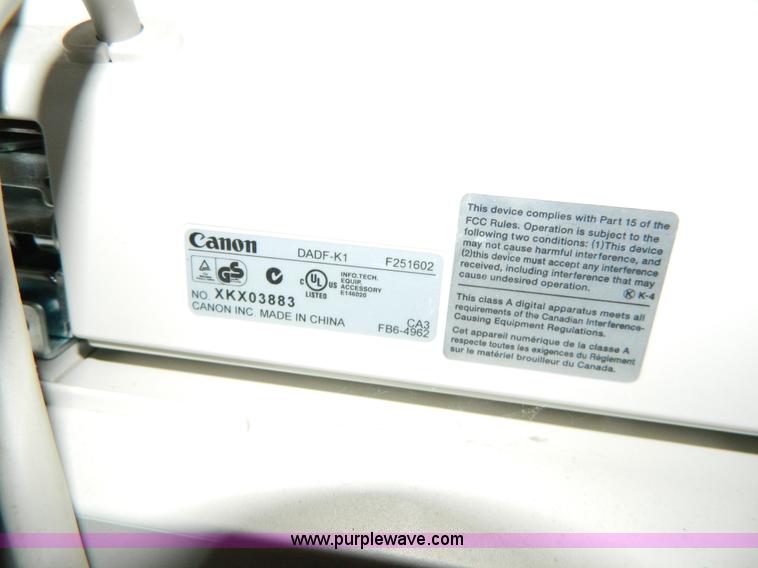 Canon DADF-K1 F251602
GS
c UL us LISTED
INFO.TECH.
EQUIP.
ACCESSORY
E146020
NO. XKX03883
CANON INC. MADE IN CHINA
CA3
FB6-4962
This device complies with Part 15 of the
FCC Rules. Operation is subject to the
following two conditions: (1)This device
may not cause harmful interference, and
(2)this device must accept any interference
received, including interference that may
cause undesired operation.
K K-4
This class A digital apparatus meets all
requirements of the Canadian Interference-
Causing Equipment Regulations.
Cet appareil numérique de la classe A
respecte toutes les exigences du Règlement
sur le matériel brouilleur du Canada.
www.purplewave.com